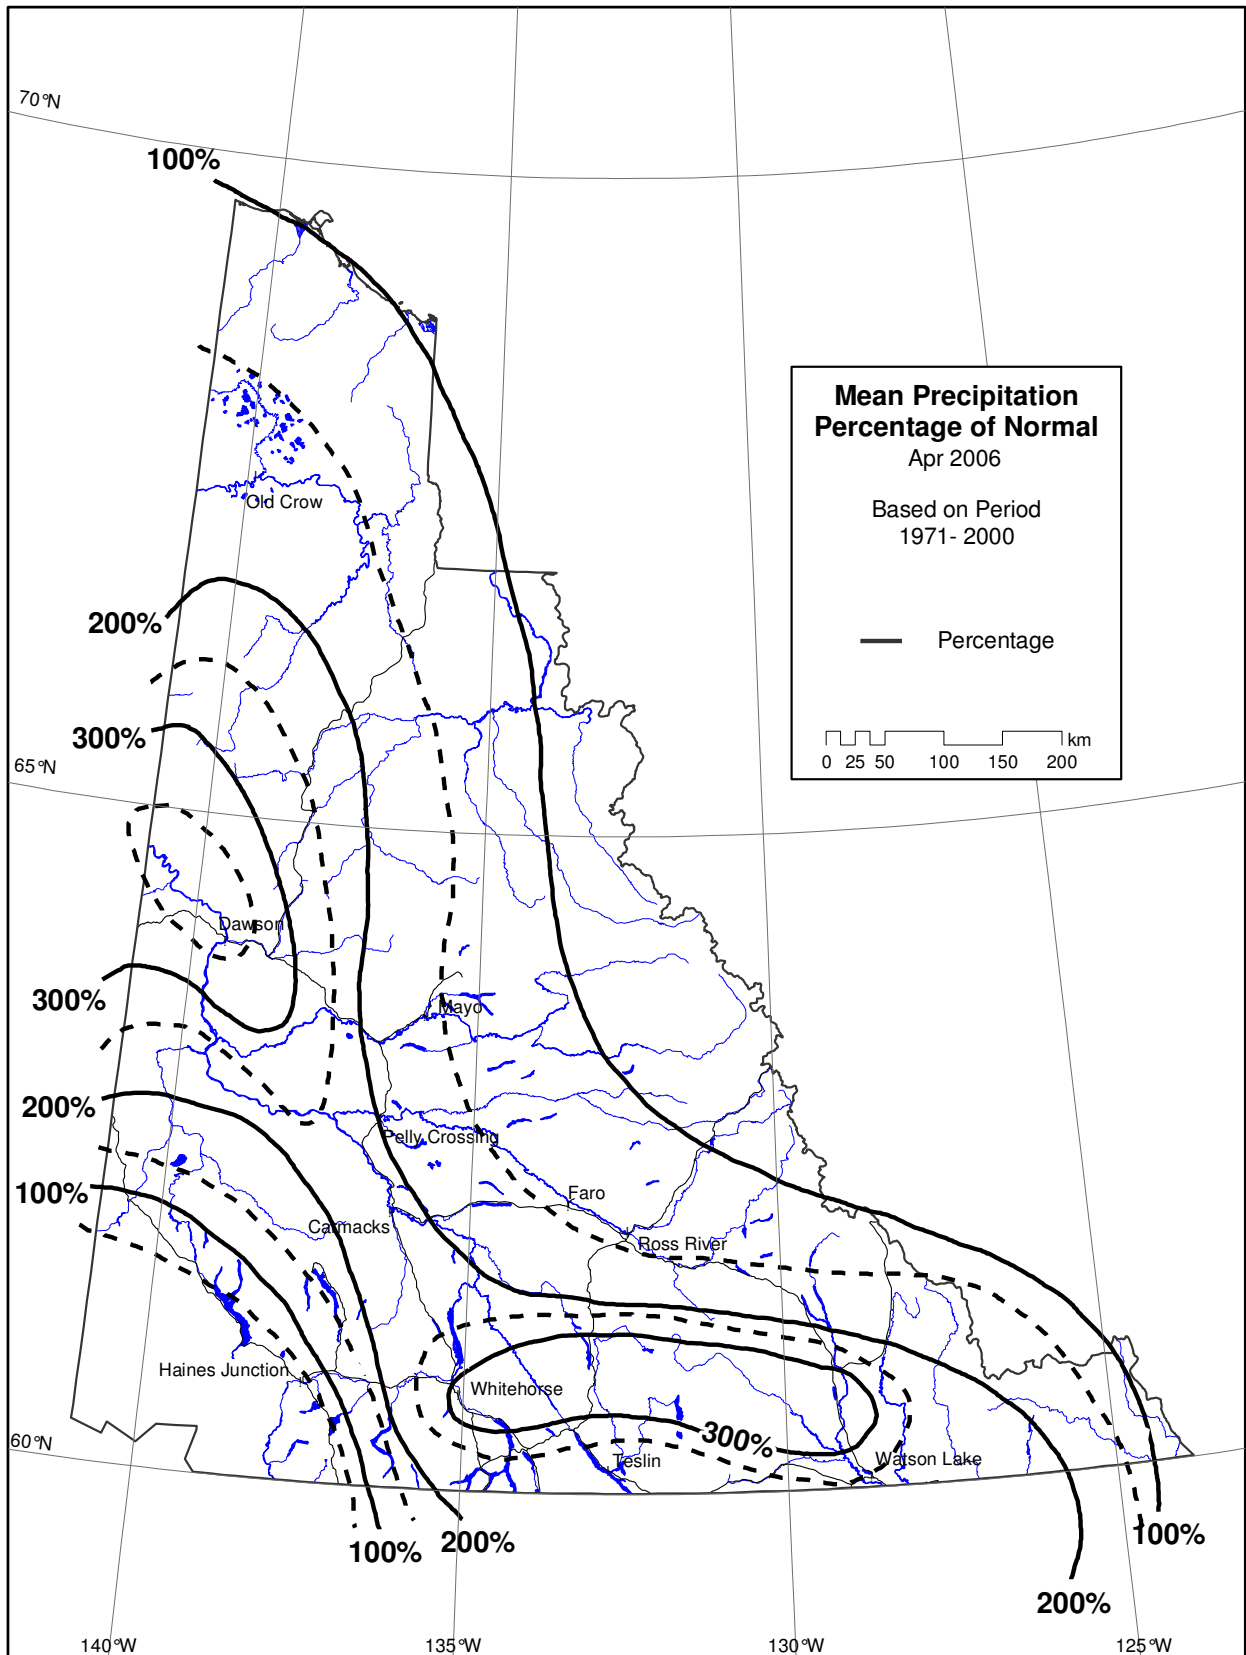 70°N
100%
Mean Precipitation
Percentage of Normal
Apr 2006
Based on Period
1971- 2000
Percentage
km
0 25 50 100 150 200
Old Crow
200%
300%
65°N
Dawson
300%
Mayo
200%
Pelly Crossing
100%
Faro
Carmacks
Ross River
Haines Junction
Whitehorse
300%
60°N
Teslin
Watson Lake
100%
200%
100%
200%
140°W
135°W
130°W
125°W